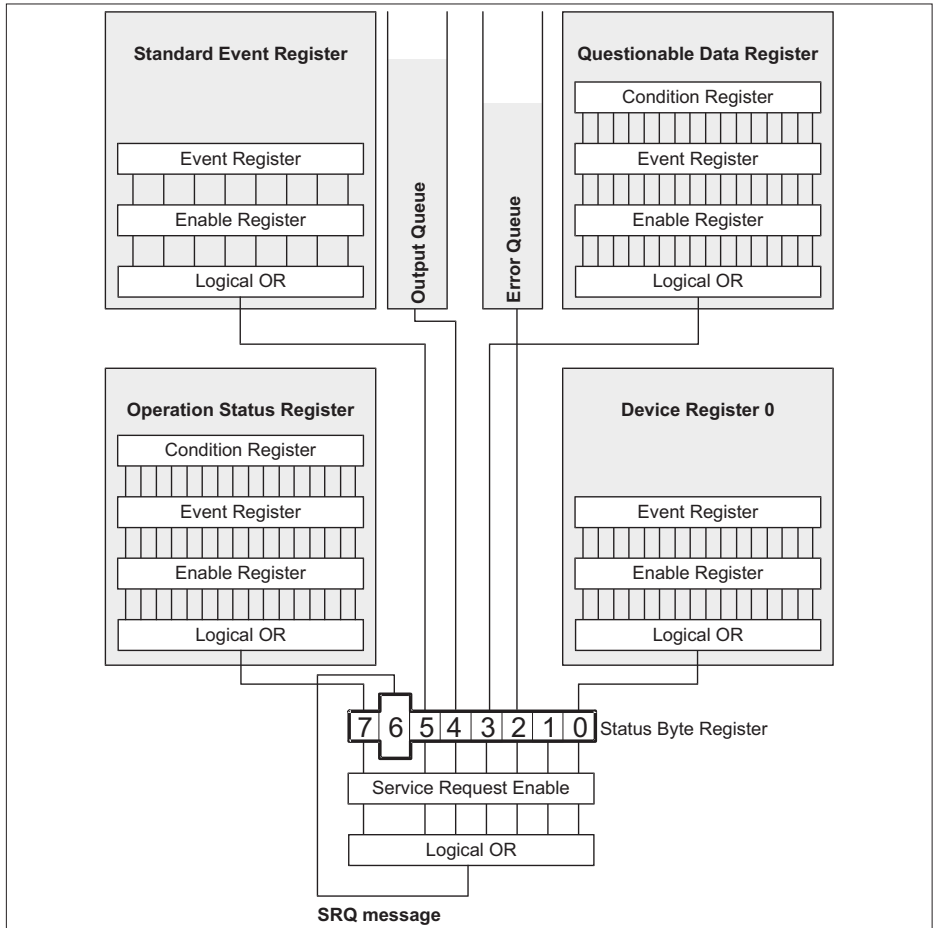 Standard Event Register
Event Register
Enable Register
Logical OR
Output Queue
Error Queue
Questionable Data Register
Condition Register
Event Register
Enable Register
Logical OR
Operation Status Register
Condition Register
Event Register
Enable Register
Logical OR
Device Register 0
Event Register
Enable Register
Logical OR
7 6 5 4 3 2 1 0 Status Byte Register
Service Request Enable
Logical OR
SRQ message